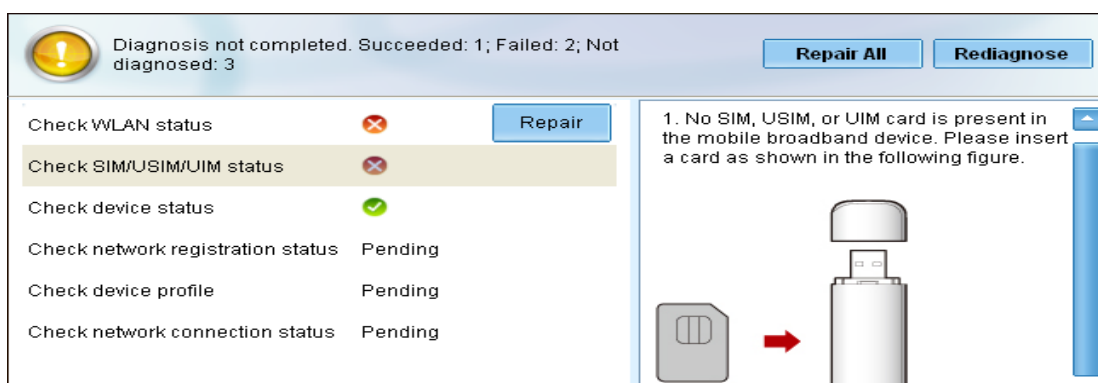 Diagnosis not completed. Succeeded: 1; Failed: 2; Not
diagnosed: 3
Repair All
Rediagnose
Check WLAN status
Repair
Check SIM/USIM/UIM status
Check device status
Check network registration status Pending
Check device profile Pending
Check network connection status Pending
1. No SIM, USIM, or UIM card is present in
the mobile broadband device. Please insert
a card as shown in the following figure.